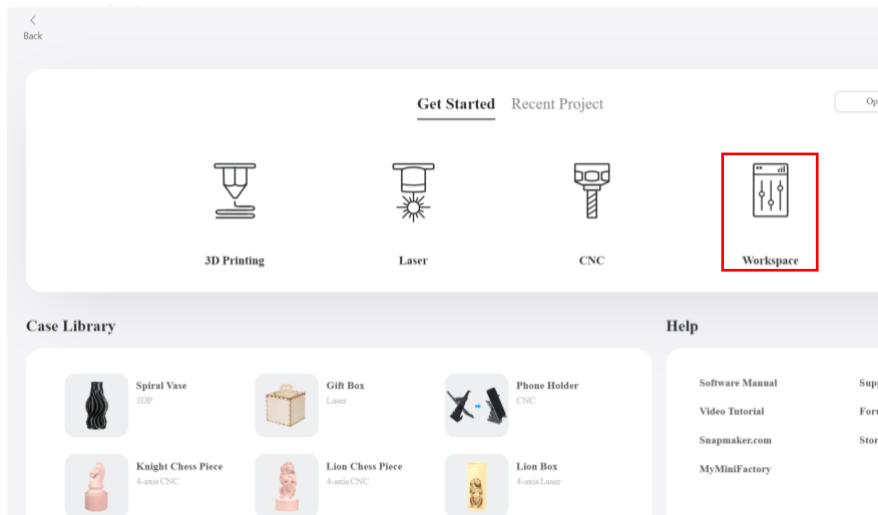 Back
Get Started Recent Project
3D Printing Laser CNC Workspace
Case Library
Help
Spiral Vase Gift Box Phone Holder
3DP Laser CNC
Software Manual
Video Tutorial
Snapmaker.com
MyMiniFactory
Knight Chess Piece Lion Chess Piece Lion Box
4-axis CNC 4-axis CNC 4-axis Laser